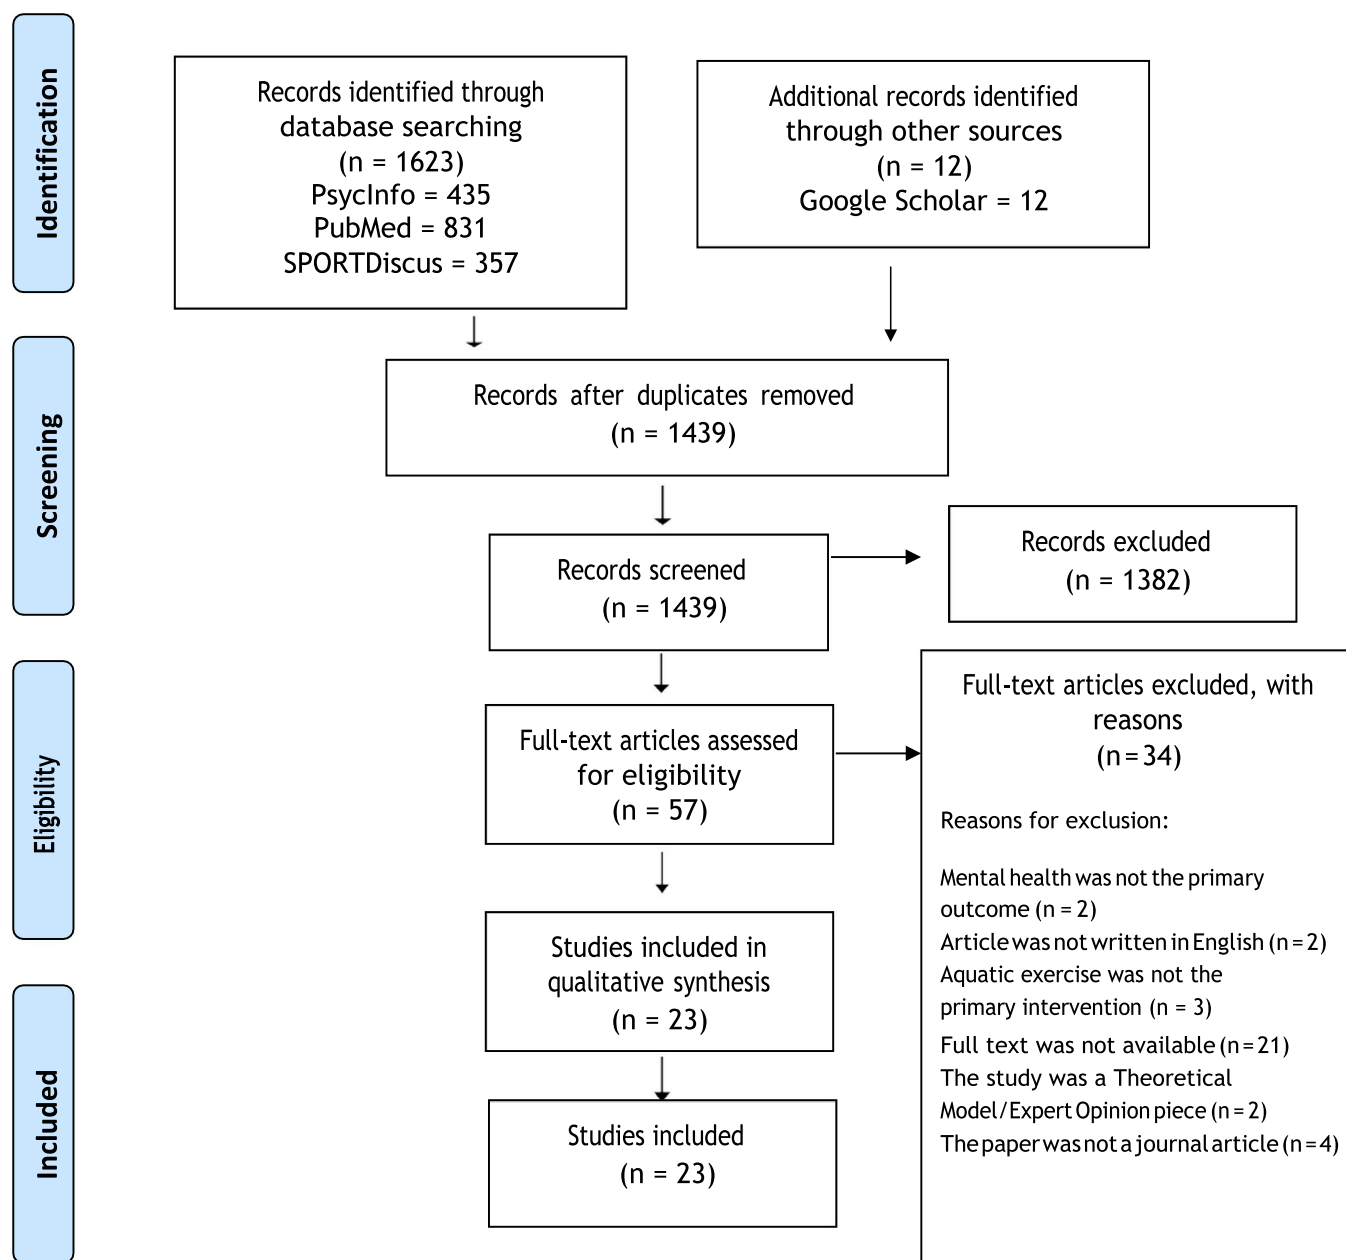 Identification
Records identified through
database searching
(n = 1623)
PsycInfo = 435
PubMed = 831
SPORTDiscus = 357
Additional records identified
through other sources
(n = 12)
Google Scholar = 12
Screening
Records after duplicates removed
(n = 1439)
Records screened
(n = 1439)
Records excluded
(n = 1382)
Eligibility
Full-text articles assessed
for eligibility
(n = 57)
Full-text articles excluded, with
reasons
(n = 34)
Reasons for exclusion:
Mental health was not the primary
outcome (n = 2)
Article was not written in English (n = 2)
Aquatic exercise was not the
primary intervention (n = 3)
Full text was not available (n = 21)
The study was a Theoretical
Model/Expert Opinion piece (n = 2)
The paper was not a journal article (n = 4)
Studies included in
qualitative synthesis
(n = 23)
Included
Studies included
(n = 23)